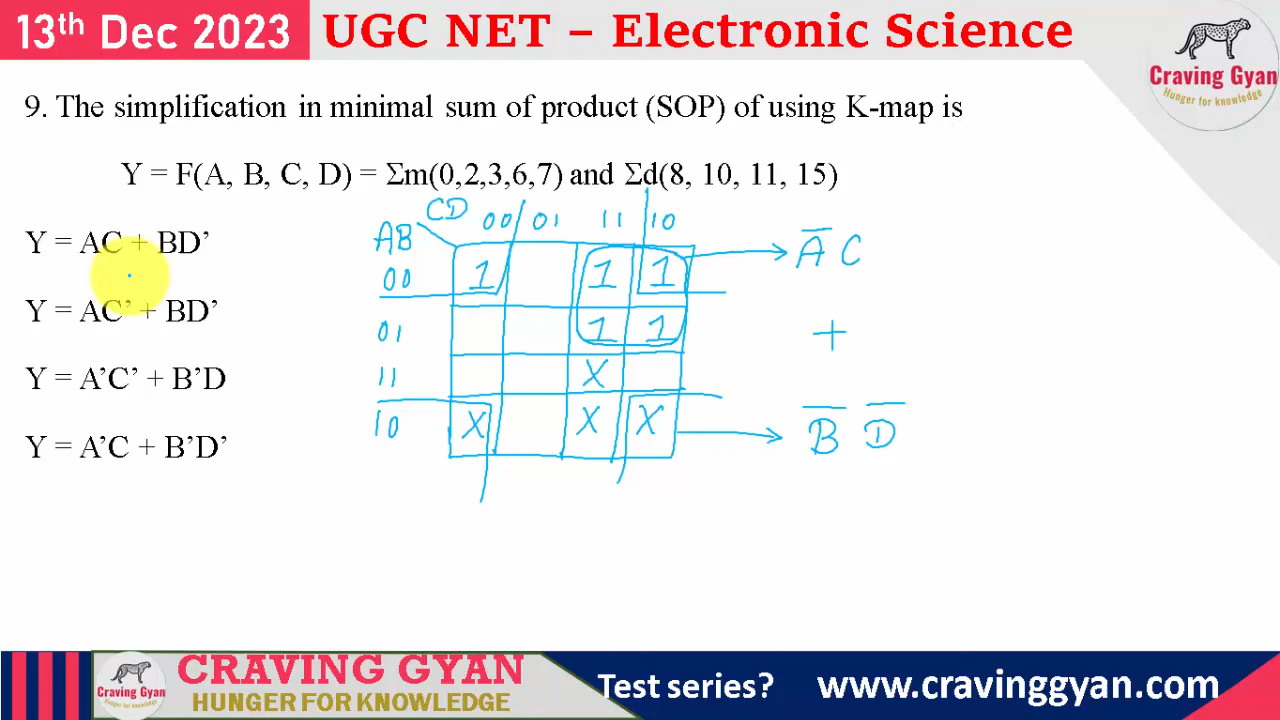 13th Dec 2023 UGC NET – Electronic Science
Craving Gyan
Hunger for knowledge
9. The simplification in minimal sum of product (SOP) of using K-map is
Y = F(A, B, C, D) = Σm(0,2,3,6,7) and Σd(8, 10, 11, 15)
Y = AC + BD’
Y = AC’ + BD’
Y = A’C’ + B’D
Y = A’C + B’D’
CD 00 01 11 10
AB
00 1 1 1
01 1 1
11 X
10 X X X
A̅ C
+
B̅ D̅
Craving Gyan
Hunger for knowledge
CRAVING GYAN
HUNGER FOR KNOWLEDGE
Test series? www.cravinggyan.com